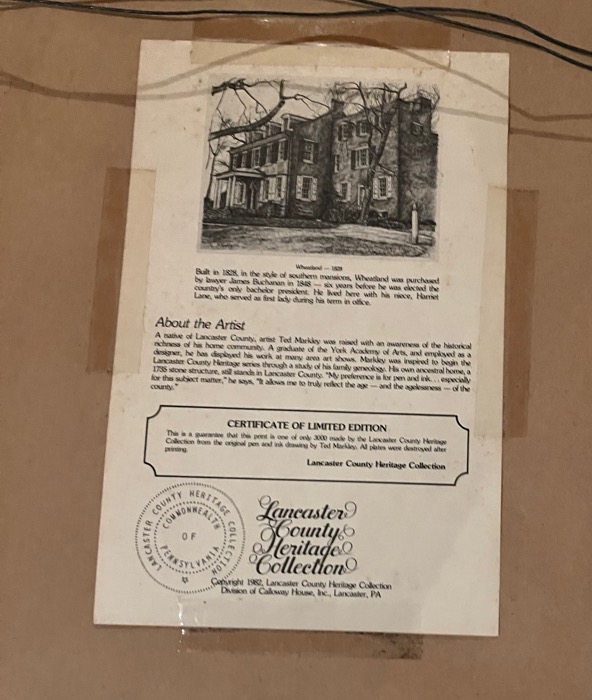 Wheatland — 1828
Built in 1828, in the style of southern mansions, Wheatland was purchased
by lawyer James Buchanan in 1848 — six years before he was elected the
country's only bachelor president. He lived here with his niece, Harriet
Lane, who served as first lady during his term in office.
About the Artist
A native of Lancaster County, artist Ted Markley was raised with an awareness of the historical
richness of his home community. A graduate of the York Academy of Arts, and employed as a
designer, he has displayed his work at many area art shows. Markley was inspired to begin the
Lancaster County Heritage series through a study of his family geneology. His own ancestral home, a
1735 stone structure, still stands in Lancaster County. "My preference is for pen and ink. . . especially
for this subject matter," he says, "It allows me to truly reflect the age — and the agelessness — of the
county."
CERTIFICATE OF LIMITED EDITION
This is a guarantee that this print is one of only 3000 made by the Lancaster County Heritage
Collection from the original pen and ink drawing by Ted Markley. All plates were destroyed after
printing.
Lancaster County Heritage Collection
LANCASTER COUNTY HERITAGE COLLECTION
COMMONWEALTH
OF
PENNSYLVANIA
Lancaster
County
Heritage
Collection
Copyright 1982, Lancaster County Heritage Collection
Division of Calloway House, Inc., Lancaster, PA